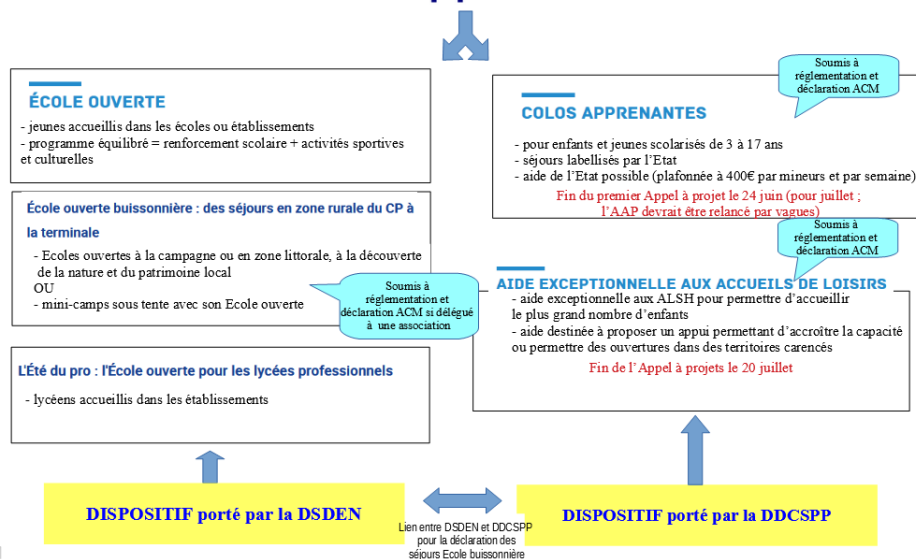 ÉCOLE OUVERTE
- jeunes accueillis dans les écoles ou établissements
- programme équilibré = renforcement scolaire + activités sportives
et culturelles
École ouverte buissonnière : des séjours en zone rurale du CP à
la terminale
- Ecoles ouvertes à la campagne ou en zone littorale, à la découverte
de la nature et du patrimoine local
OU
- mini-camps sous tente avec son Ecole ouverte
Soumis à
réglementation et
déclaration ACM si délégué
à une association
L'Été du pro : l'École ouverte pour les lycées professionnels
- lycéens accueillis dans les établissements
DISPOSITIF porté par la DSDEN
Soumis à
réglementation et
déclaration ACM
COLOS APPRENANTES
- pour enfants et jeunes scolarisés de 3 à 17 ans
- séjours labellisés par l'Etat
- aide de l'Etat possible (plafonnée à 400€ par mineurs et par semaine)
Fin du premier Appel à projet le 24 juin (pour juillet ;
l'AAP devrait être relancé par vagues)
Soumis à
réglementation et
déclaration ACM
AIDE EXCEPTIONNELLE AUX ACCUEILS DE LOISIRS
- aide exceptionnelle aux ALSH pour permettre d'accueillir
le plus grand nombre d'enfants
- aide destinée à proposer un appui permettant d'accroître la capacité
ou permettre des ouvertures dans des territoires carencés
Fin de l'Appel à projets le 20 juillet
Lien entre DSDEN et DDCSPP
pour la déclaration des
séjours Ecole buissonnière
DISPOSITIF porté par la DDCSPP